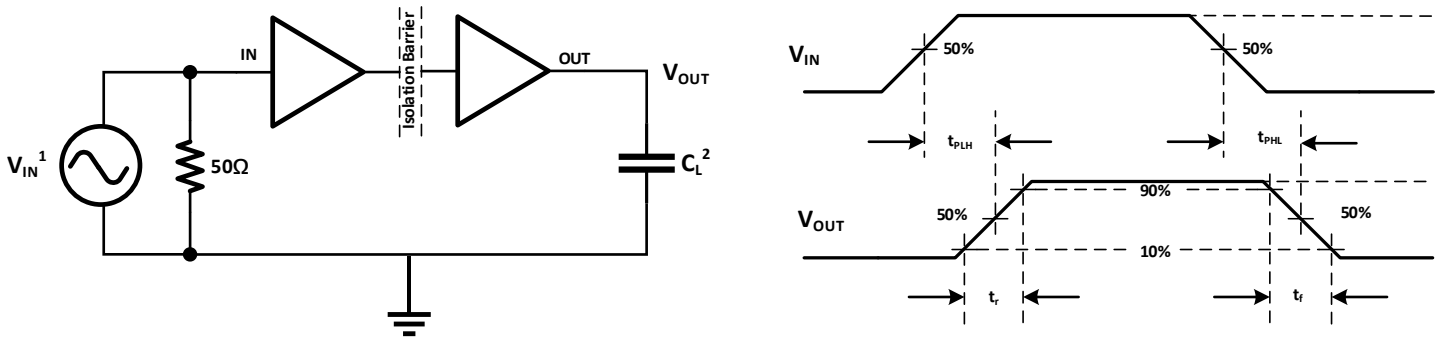 IN
Isolation Barrier
OUT
V_OUT
V_IN^1
50Ω
C_L^2
V_IN
50%
50%
t_PLH
t_PHL
V_OUT
50%
90%
50%
10%
t_r
t_f